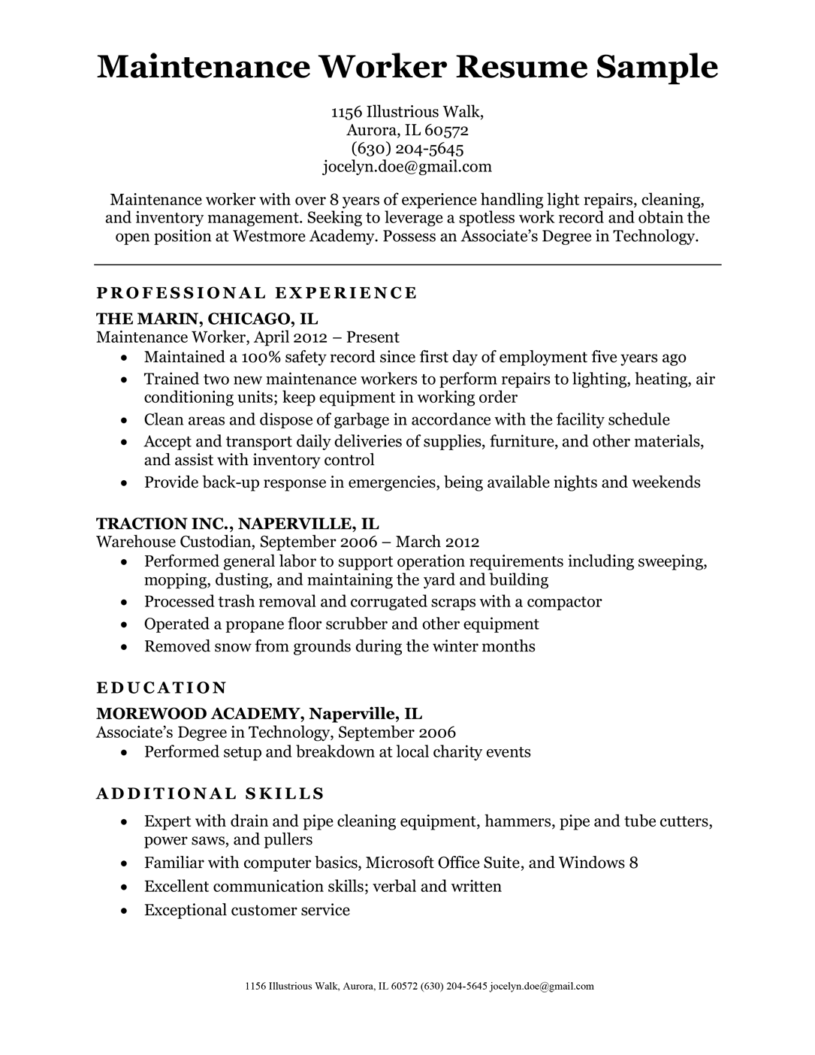 Maintenance Worker Resume Sample
1156 Illustrious Walk,
Aurora, IL 60572
(630) 204-5645
jocelyn.doe@gmail.com
Maintenance worker with over 8 years of experience handling light repairs, cleaning,
and inventory management. Seeking to leverage a spotless work record and obtain the
open position at Westmore Academy. Possess an Associate’s Degree in Technology.
PROFESSIONAL EXPERIENCE
THE MARIN, CHICAGO, IL
Maintenance Worker, April 2012 – Present
• Maintained a 100% safety record since first day of employment five years ago
• Trained two new maintenance workers to perform repairs to lighting, heating, air
conditioning units; keep equipment in working order
• Clean areas and dispose of garbage in accordance with the facility schedule
• Accept and transport daily deliveries of supplies, furniture, and other materials,
and assist with inventory control
• Provide back-up response in emergencies, being available nights and weekends
TRACTION INC., NAPERVILLE, IL
Warehouse Custodian, September 2006 – March 2012
• Performed general labor to support operation requirements including sweeping,
mopping, dusting, and maintaining the yard and building
• Processed trash removal and corrugated scraps with a compactor
• Operated a propane floor scrubber and other equipment
• Removed snow from grounds during the winter months
EDUCATION
MOREWOOD ACADEMY, Naperville, IL
Associate’s Degree in Technology, September 2006
• Performed setup and breakdown at local charity events
ADDITIONAL SKILLS
• Expert with drain and pipe cleaning equipment, hammers, pipe and tube cutters,
power saws, and pullers
• Familiar with computer basics, Microsoft Office Suite, and Windows 8
• Excellent communication skills; verbal and written
• Exceptional customer service
1156 Illustrious Walk, Aurora, IL 60572 (630) 204-5645 jocelyn.doe@gmail.com